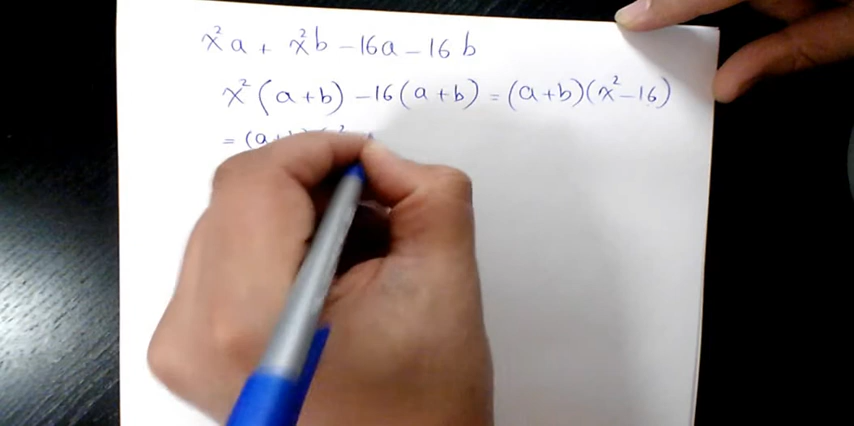 x²a + x²b - 16a - 16b
x²(a+b) - 16(a+b) = (a+b)(x²-16)
= (a